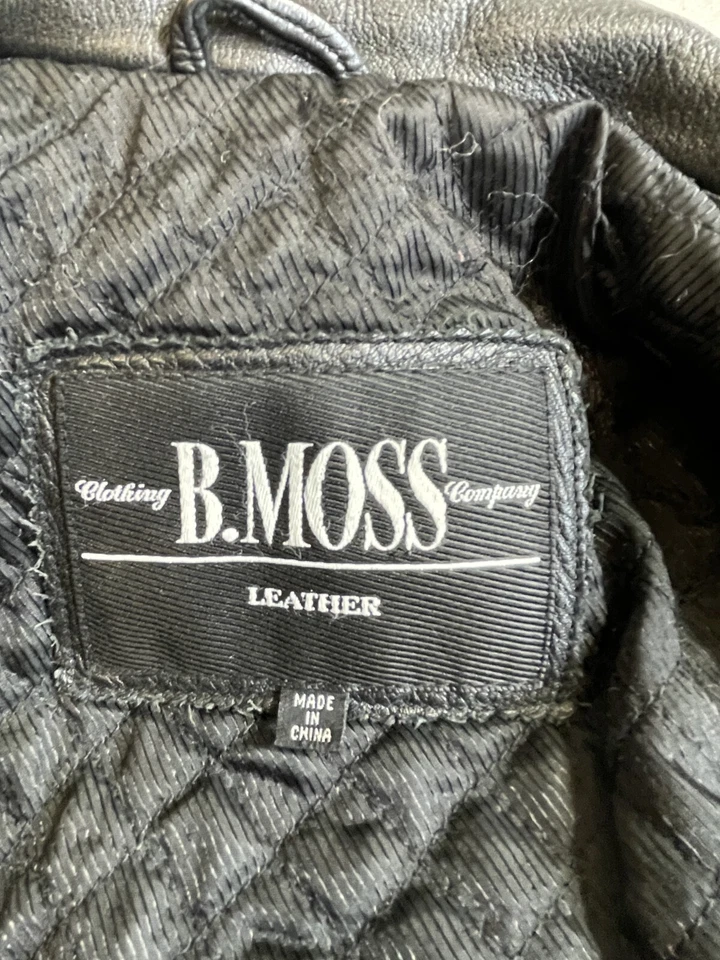 Clothing B.MOSS Company
LEATHER
MADE
IN
CHINA